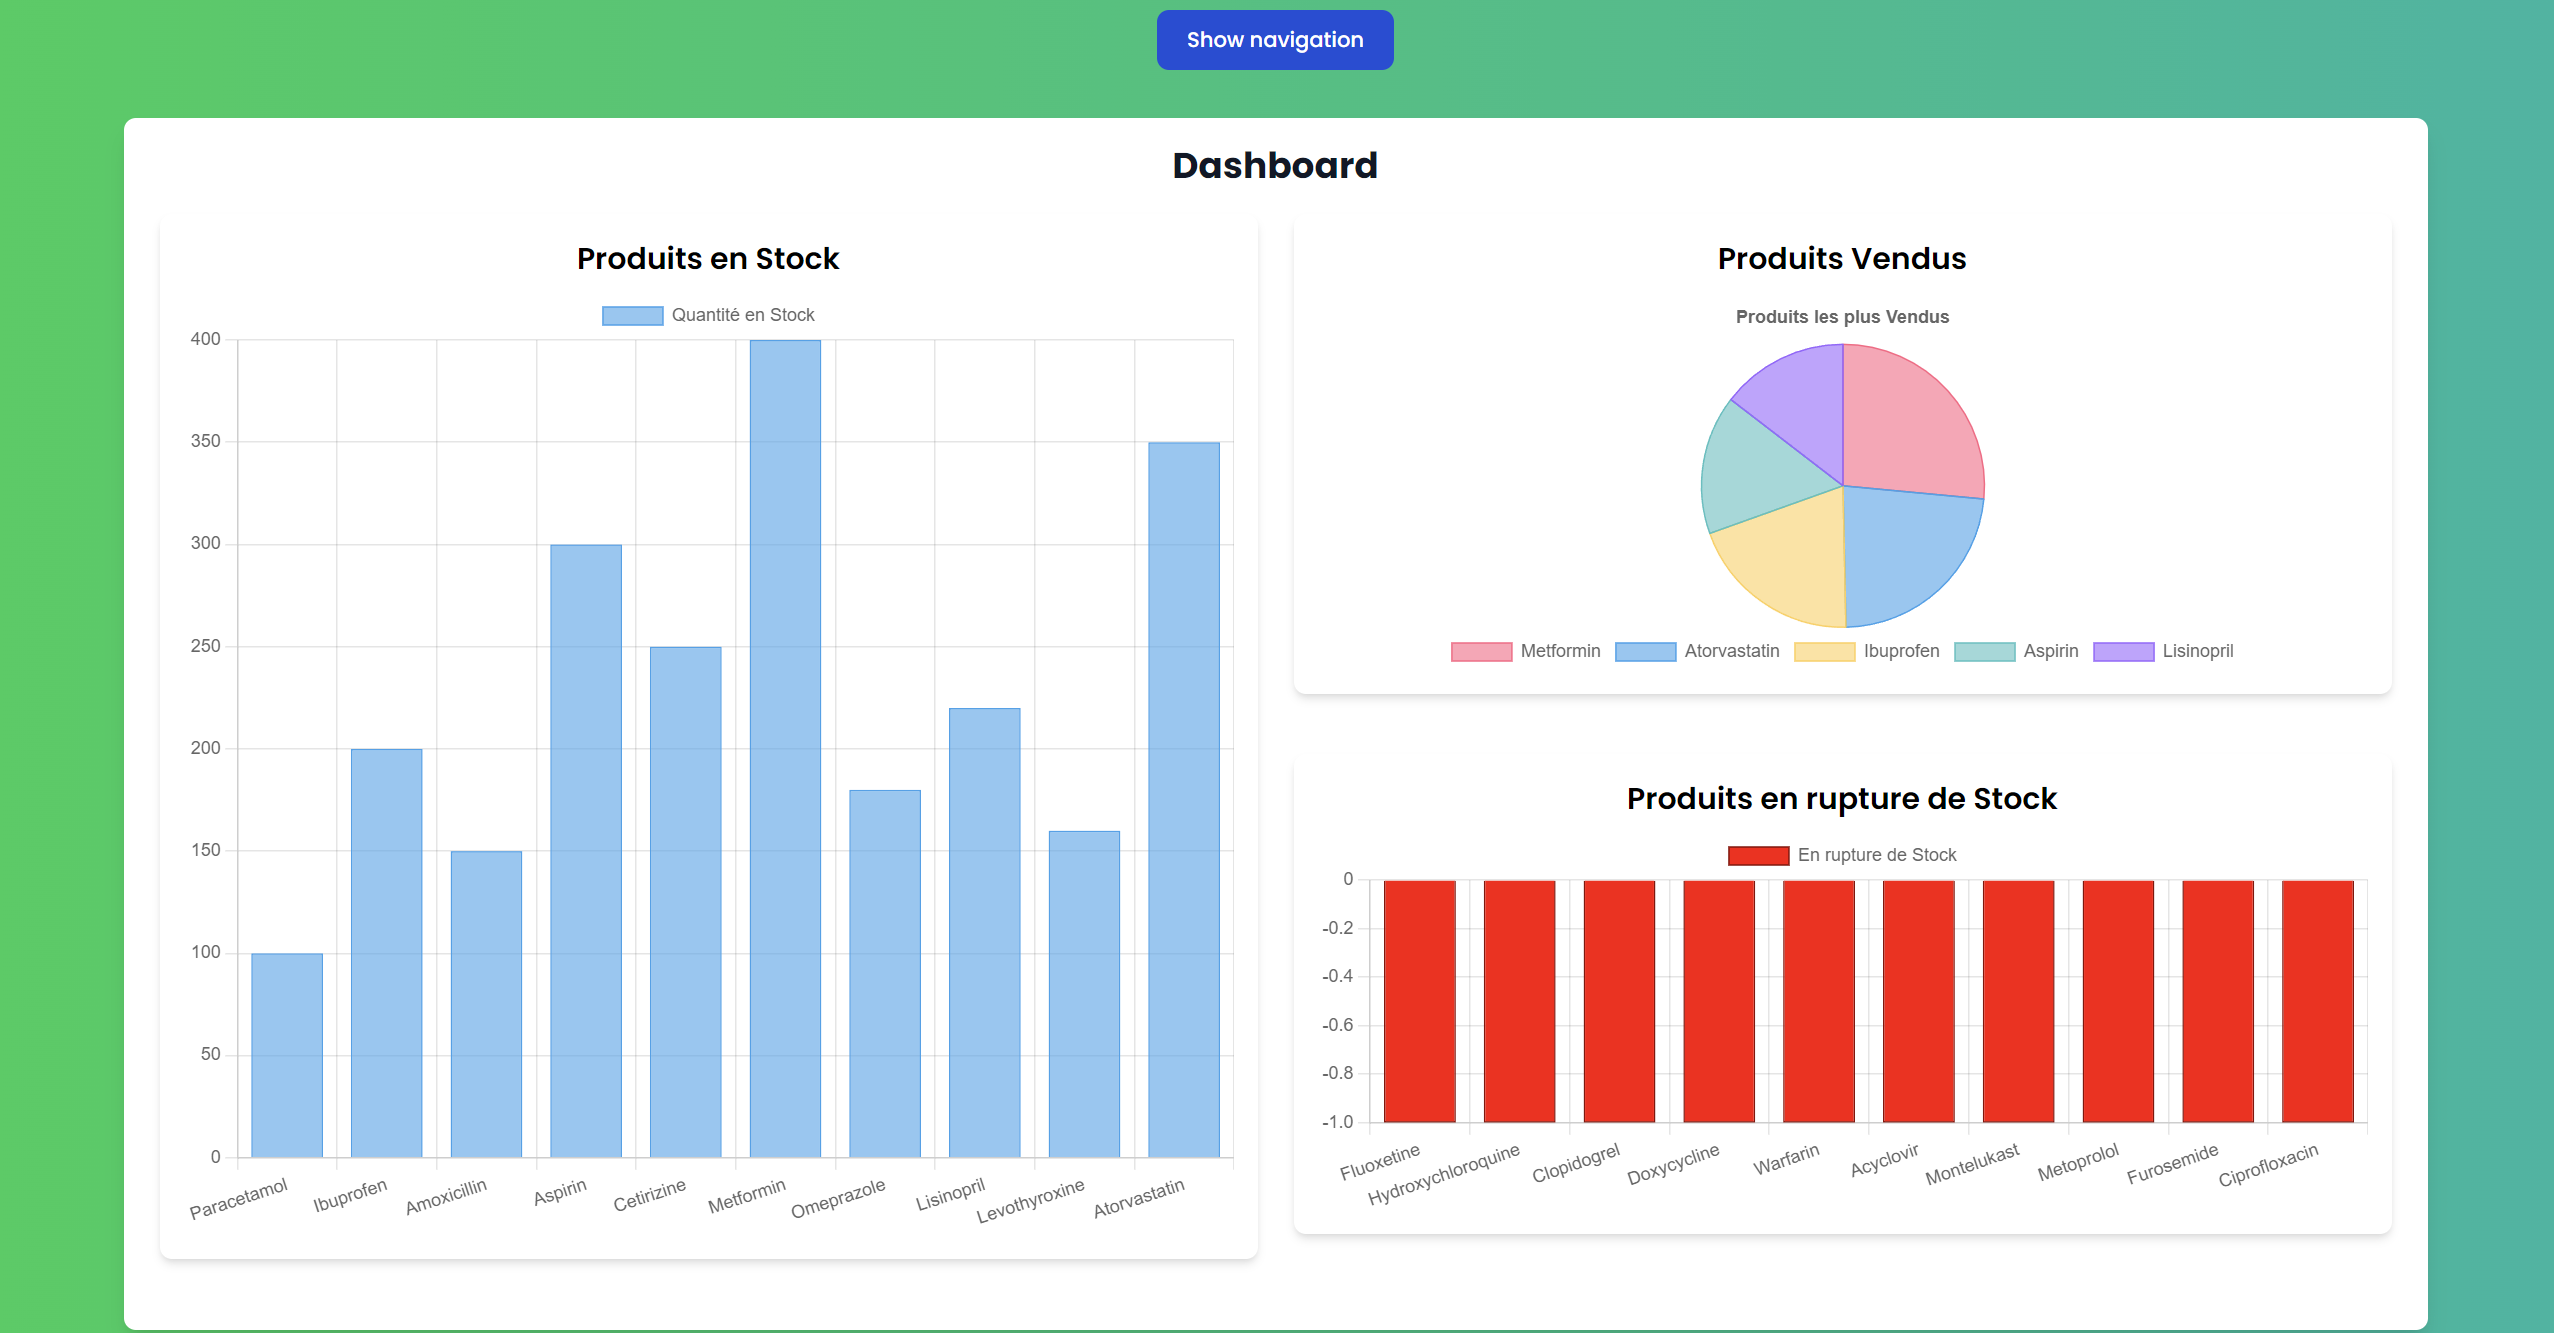 Show navigation
Dashboard
Produits en Stock
Quantité en Stock
400
350
300
250
200
150
100
50
0
Paracetamol
Ibuprofen
Amoxicillin
Aspirin
Cetirizine
Metformin
Omeprazole
Lisinopril
Levothyroxine
Atorvastatin
Produits Vendus
Produits les plus Vendus
Metformin Atorvastatin Ibuprofen Aspirin Lisinopril
Produits en rupture de Stock
En rupture de Stock
0
-0.2
-0.4
-0.6
-0.8
-1.0
Fluoxetine
Hydroxychloroquine
Clopidogrel
Doxycycline
Warfarin
Acyclovir
Montelukast
Metoprolol
Furosemide
Ciprofloxacin